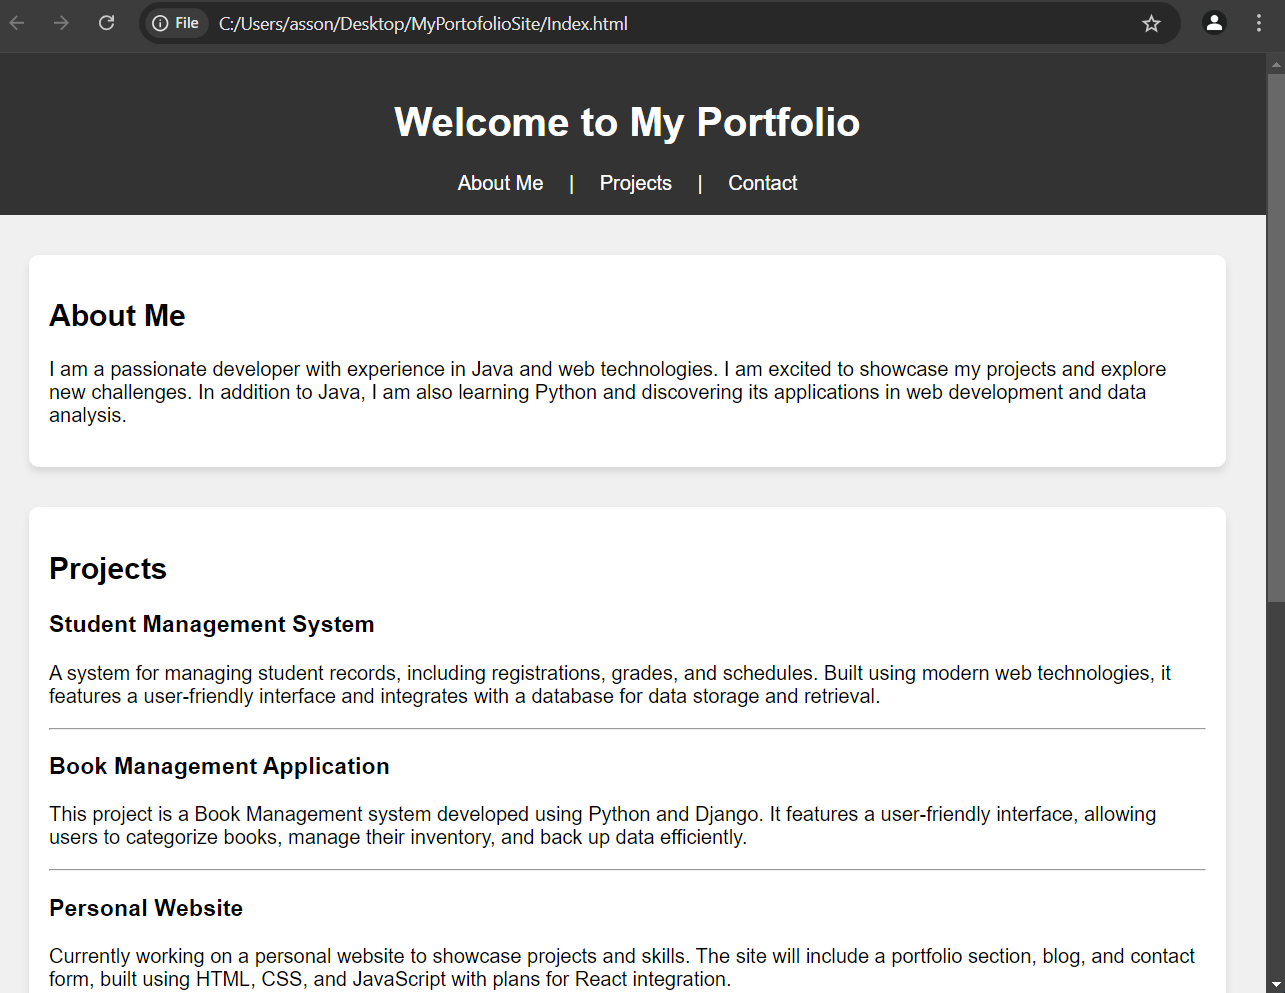 File C:/Users/asson/Desktop/MyPortofolioSite/Index.html
Welcome to My Portfolio
About Me | Projects | Contact
About Me
I am a passionate developer with experience in Java and web technologies. I am excited to showcase my projects and explore
new challenges. In addition to Java, I am also learning Python and discovering its applications in web development and data
analysis.
Projects
Student Management System
A system for managing student records, including registrations, grades, and schedules. Built using modern web technologies, it
features a user-friendly interface and integrates with a database for data storage and retrieval.
Book Management Application
This project is a Book Management system developed using Python and Django. It features a user-friendly interface, allowing
users to categorize books, manage their inventory, and back up data efficiently.
Personal Website
Currently working on a personal website to showcase projects and skills. The site will include a portfolio section, blog, and contact
form, built using HTML, CSS, and JavaScript with plans for React integration.